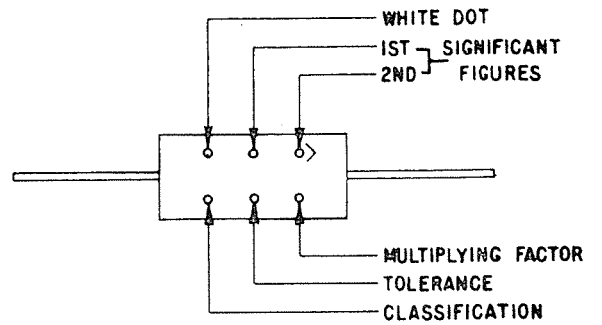 WHITE DOT
1ST SIGNIFICANT
2ND FIGURES
MULTIPLYING FACTOR
TOLERANCE
CLASSIFICATION